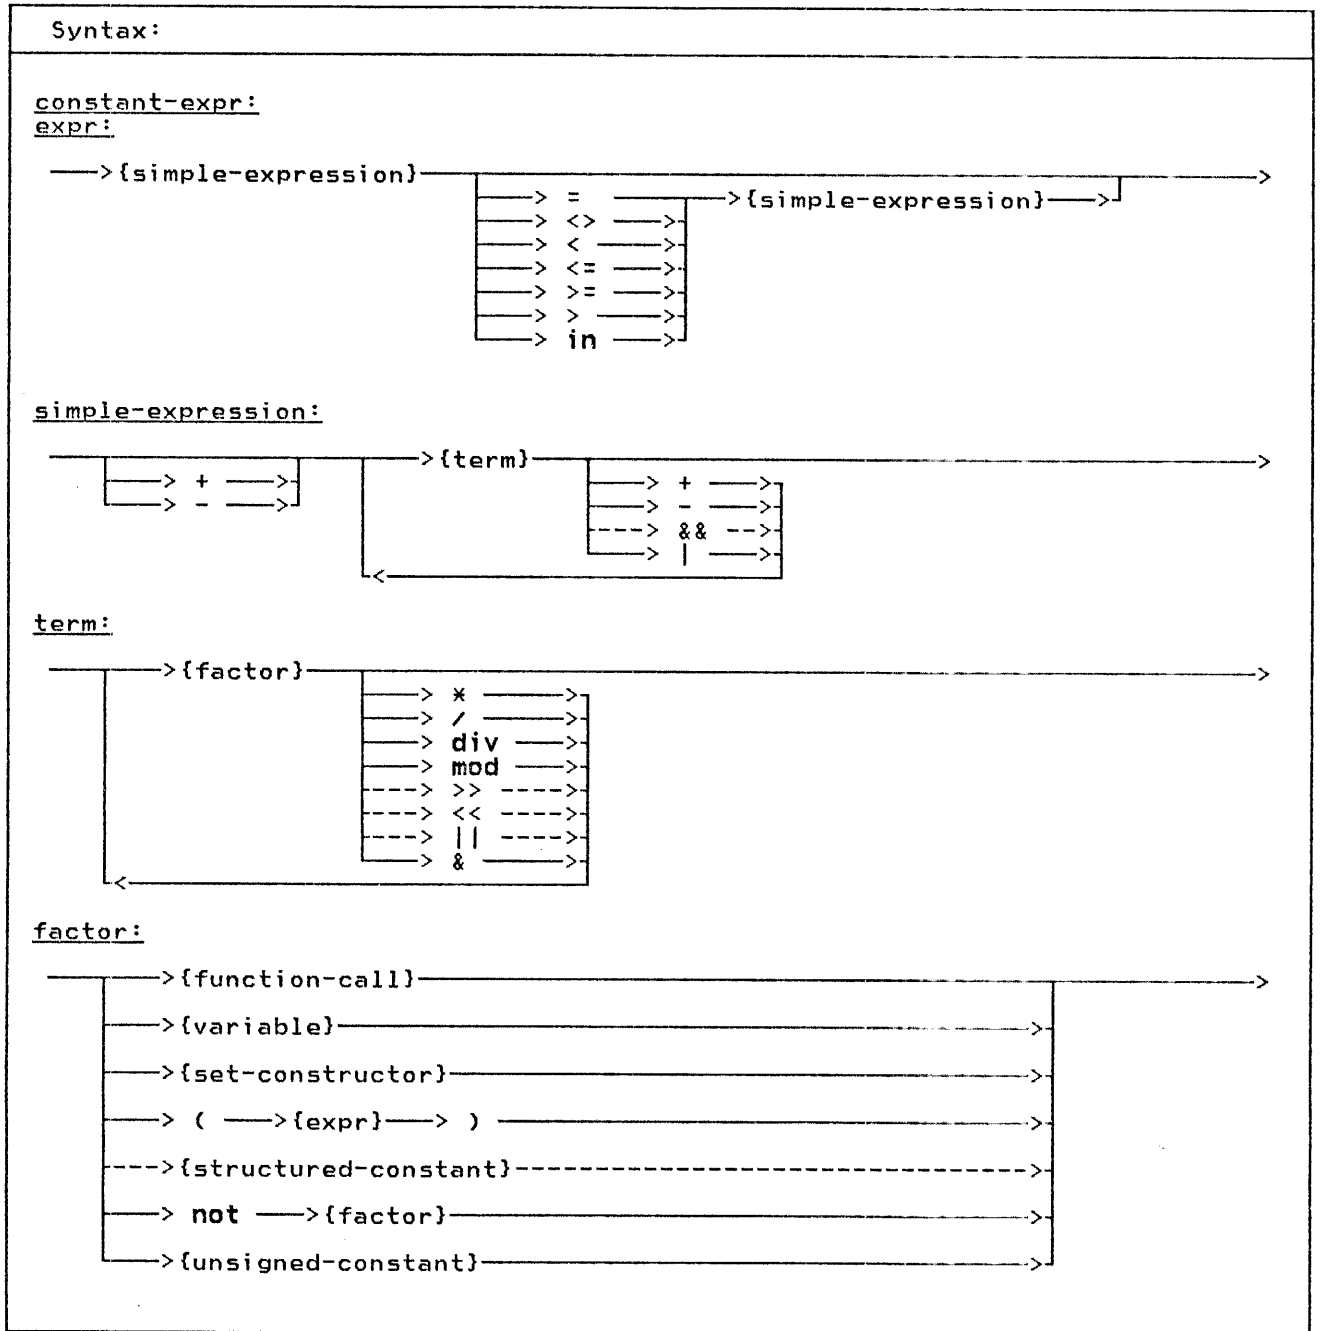 Syntax:
constant-expr:
expr:
{simple-expression}
= {simple-expression}
<>
<
<=
>=
>
in
simple-expression:
{term}
+ +
- -
&&
|
term:
{factor}
*
/
div
mod
>>
<<
||
&
factor:
{function-call}
{variable}
{set-constructor}
( {expr} )
{structured-constant}
not {factor}
{unsigned-constant}